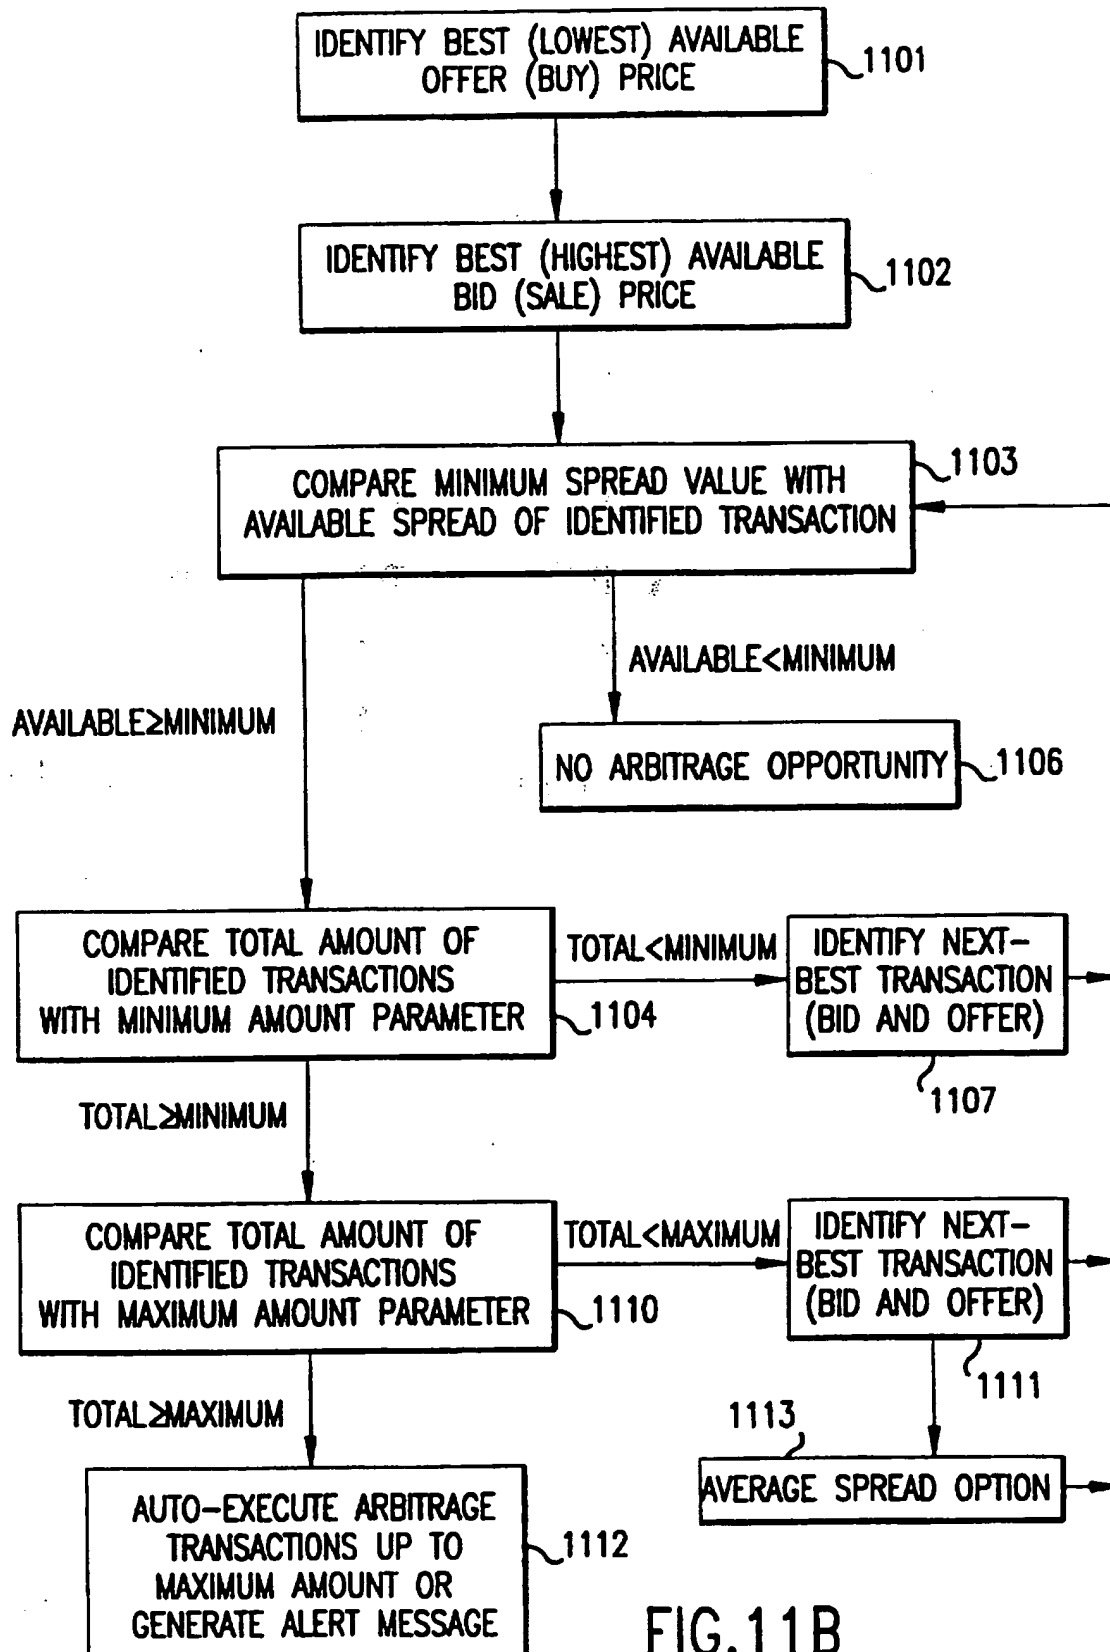 IDENTIFY BEST (LOWEST) AVAILABLE
OFFER (BUY) PRICE
1101
IDENTIFY BEST (HIGHEST) AVAILABLE
BID (SALE) PRICE
1102
COMPARE MINIMUM SPREAD VALUE WITH
AVAILABLE SPREAD OF IDENTIFIED TRANSACTION
1103
AVAILABLE<MINIMUM
AVAILABLE≥MINIMUM
NO ARBITRAGE OPPORTUNITY
1106
COMPARE TOTAL AMOUNT OF
IDENTIFIED TRANSACTIONS
WITH MINIMUM AMOUNT PARAMETER
1104
TOTAL<MINIMUM
IDENTIFY NEXT-
BEST TRANSACTION
(BID AND OFFER)
1107
TOTAL≥MINIMUM
COMPARE TOTAL AMOUNT OF
IDENTIFIED TRANSACTIONS
WITH MAXIMUM AMOUNT PARAMETER
1110
TOTAL<MAXIMUM
IDENTIFY NEXT-
BEST TRANSACTION
(BID AND OFFER)
1111
TOTAL≥MAXIMUM
1113
AVERAGE SPREAD OPTION
AUTO-EXECUTE ARBITRAGE
TRANSACTIONS UP TO
MAXIMUM AMOUNT OR
GENERATE ALERT MESSAGE
1112
FIG.11B